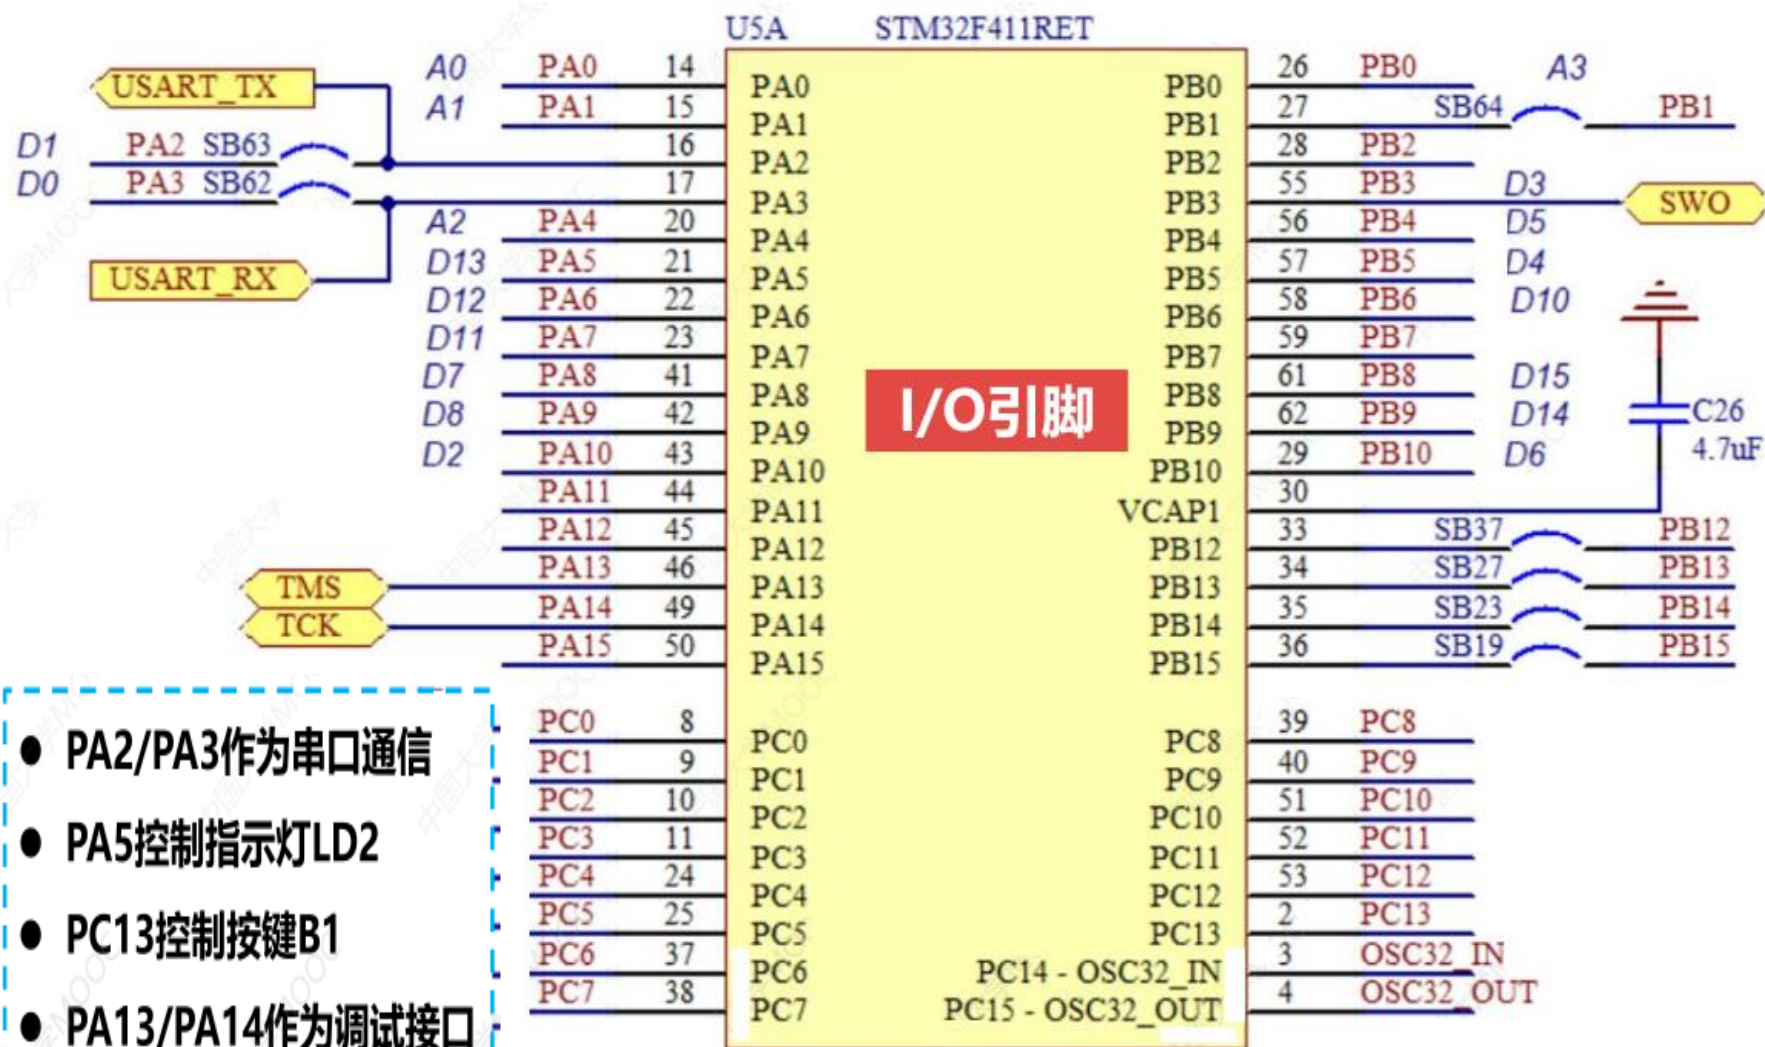 U5A STM32F411RET
A0 PA0 14 PA0 PB0 26 PB0 A3
USART_TX
A1 PA1 15 PA1 PB1 27 SB64 PB1
D1 PA2 SB63 16 PA2 PB2 28 PB2
D0 PA3 SB62 17 PA3 PB3 55 PB3 D3 SWO
A2 PA4 20 PA4 PB4 56 PB4 D5
D13 PA5 21 PA5 PB5 57 PB5 D4
USART_RX
D12 PA6 22 PA6 PB6 58 PB6 D10
D11 PA7 23 PA7 PB7 59 PB7
D7 PA8 41 PA8 PB8 61 PB8 D15
I/O引脚
D8 PA9 42 PA9 PB9 62 PB9 D14 C26
D2 PA10 43 PA10 PB10 29 PB10 D6 4.7uF
PA11 44 PA11 VCAP1 30
PA12 45 PA12 PB12 33 SB37 PB12
TMS PA13 46 PA13 PB13 34 SB27 PB13
TCK PA14 49 PA14 PB14 35 SB23 PB14
PA15 50 PA15 PB15 36 SB19 PB15
PC0 8 PC0 PC8 39 PC8
PC1 9 PC1 PC9 40 PC9
PC2 10 PC2 PC10 51 PC10
PC3 11 PC3 PC11 52 PC11
PC4 24 PC4 PC12 53 PC12
PC5 25 PC5 PC13 2 PC13
PC6 37 PC6 PC14 - OSC32_IN 3 OSC32_IN
PC7 38 PC7 PC15 - OSC32_OUT 4 OSC32_OUT
● PA2/PA3作为串口通信
● PA5控制指示灯LD2
● PC13控制按键B1
● PA13/PA14作为调试接口